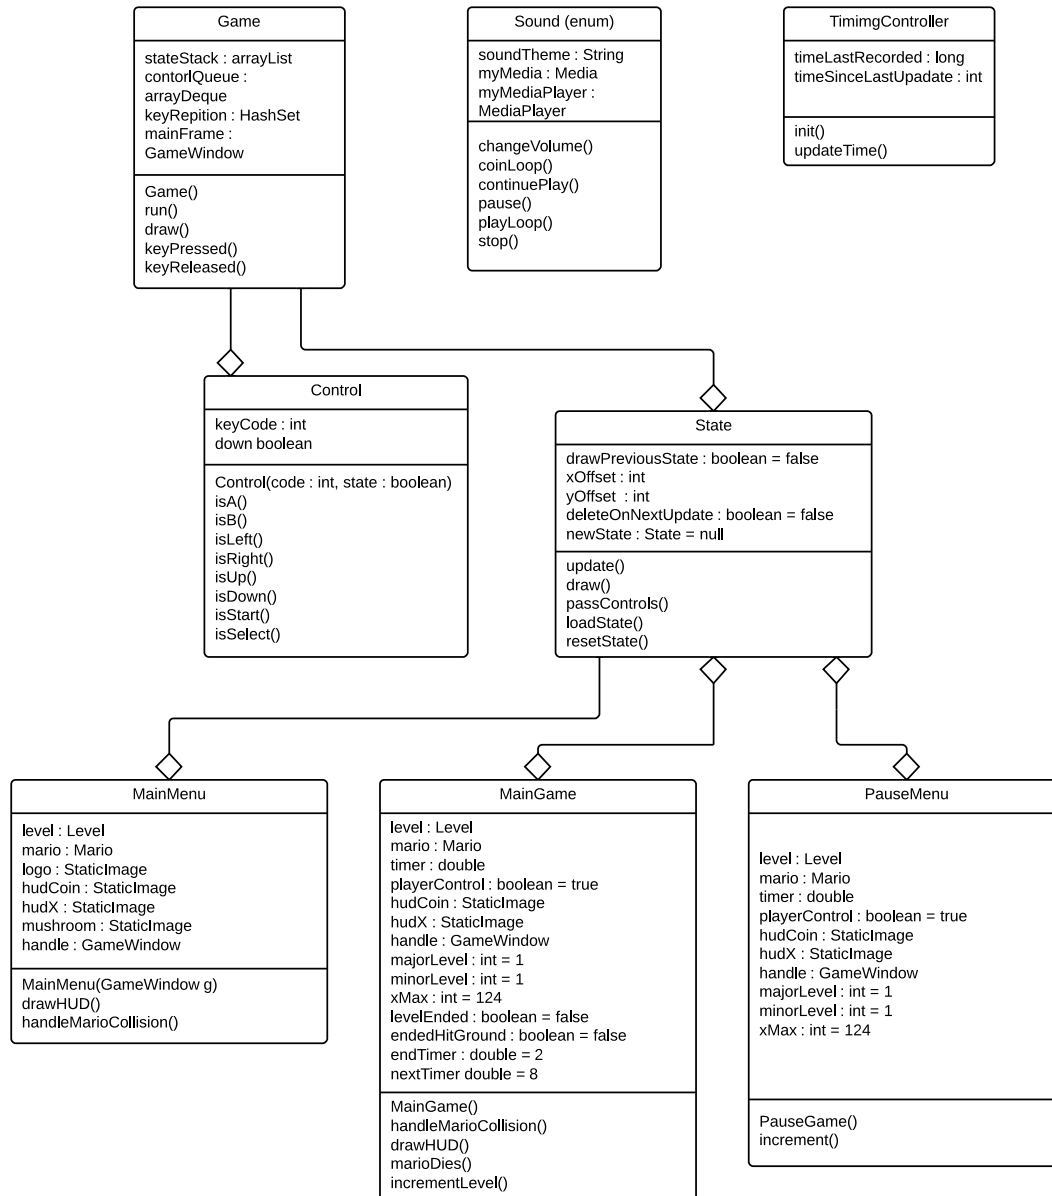 Game
stateStack : arrayList
contorlQueue :
arrayDeque
keyRepition : HashSet
mainFrame :
GameWindow
Game()
run()
draw()
keyPressed()
keyReleased()
Sound (enum)
soundTheme : String
myMedia : Media
myMediaPlayer :
MediaPlayer
changeVolume()
coinLoop()
continuePlay()
pause()
playLoop()
stop()
TimimgController
timeLastRecorded : long
timeSinceLastUpadate : int
init()
updateTime()
Control
keyCode : int
down boolean
Control(code : int, state : boolean)
isA()
isB()
isLeft()
isRight()
isUp()
isDown()
isStart()
isSelect()
State
drawPreviousState : boolean = false
xOffset : int
yOffset : int
deleteOnNextUpdate : boolean = false
newState : State = null
update()
draw()
passControls()
loadState()
resetState()
MainMenu
level : Level
mario : Mario
logo : StaticImage
hudCoin : StaticImage
hudX : StaticImage
mushroom : StaticImage
handle : GameWindow
MainMenu(GameWindow g)
drawHUD()
handleMarioCollision()
MainGame
level : Level
mario : Mario
timer : double
playerControl : boolean = true
hudCoin : StaticImage
hudX : StaticImage
handle : GameWindow
majorLevel : int = 1
minorLevel : int = 1
xMax : int = 124
levelEnded : boolean = false
endedHitGround : boolean = false
endTimer : double = 2
nextTimer double = 8
MainGame()
handleMarioCollision()
drawHUD()
marioDies()
incrementLevel()
PauseMenu
level : Level
mario : Mario
timer : double
playerControl : boolean = true
hudCoin : StaticImage
hudX : StaticImage
handle : GameWindow
majorLevel : int = 1
minorLevel : int = 1
xMax : int = 124
PauseGame()
increment()